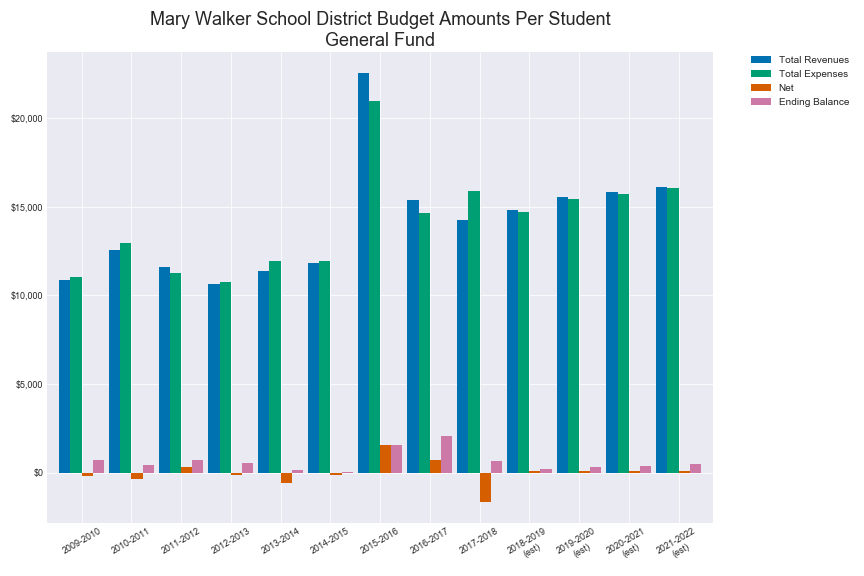 Mary Walker School District Budget Amounts Per Student
General Fund
Total Revenues
Total Expenses
Net
Ending Balance
$20,000
$15,000
$10,000
$5,000
$0
2009-2010
2010-2011
2011-2012
2012-2013
2013-2014
2014-2015
2015-2016
2016-2017
2017-2018
2018-2019
(est)
2019-2020
(est)
2020-2021
(est)
2021-2022
(est)